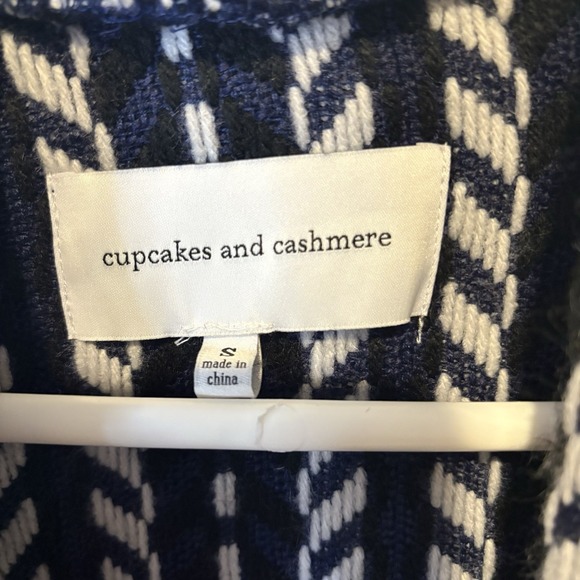 cupcakes and cashmere
S
made in
china